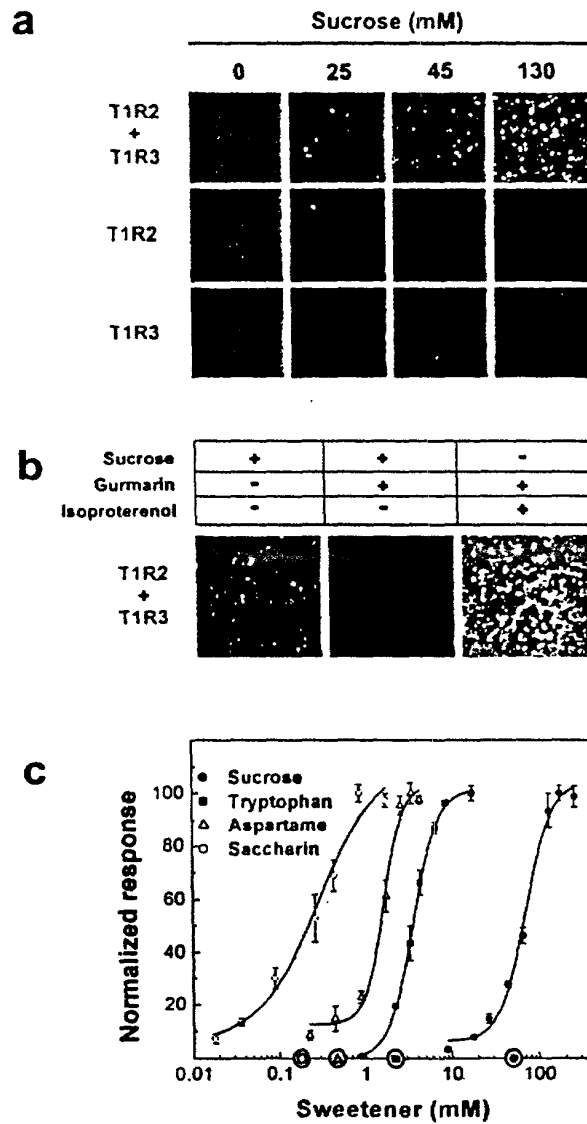 a
Sucrose (mM)
0 25 45 130
T1R2
+
T1R3
T1R2
T1R3
b
Sucrose + + -
Gurmarin - + +
Isoproterenol - - +
T1R2
+
T1R3
c
Normalized response
100
80
60
40
20
Sucrose
Tryptophan
Aspartame
Saccharin
0.01 0.1 1 10 100
Sweetener (mM)